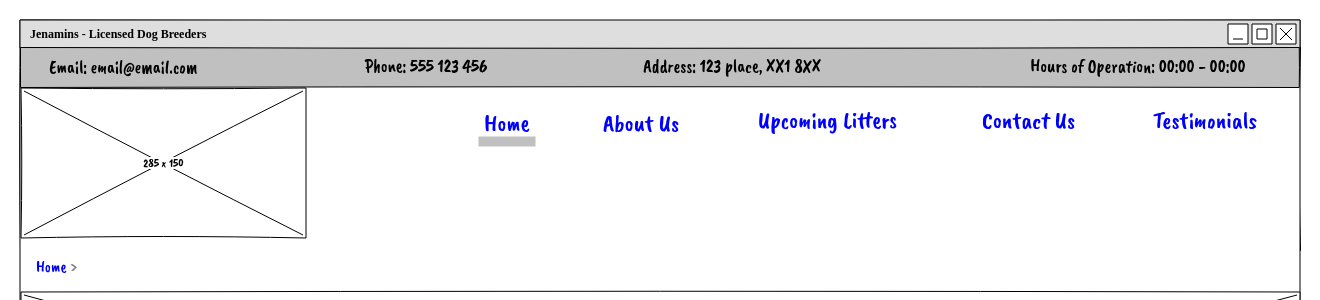 Jenamins - Licensed Dog Breeders
Email: email@email.com Phone: 555 123 456 Address: 123 place, XX1 8XX Hours of Operation: 00:00 - 00:00
Home About Us Upcoming Litters Contact Us Testimonials
285 x 150
Home >